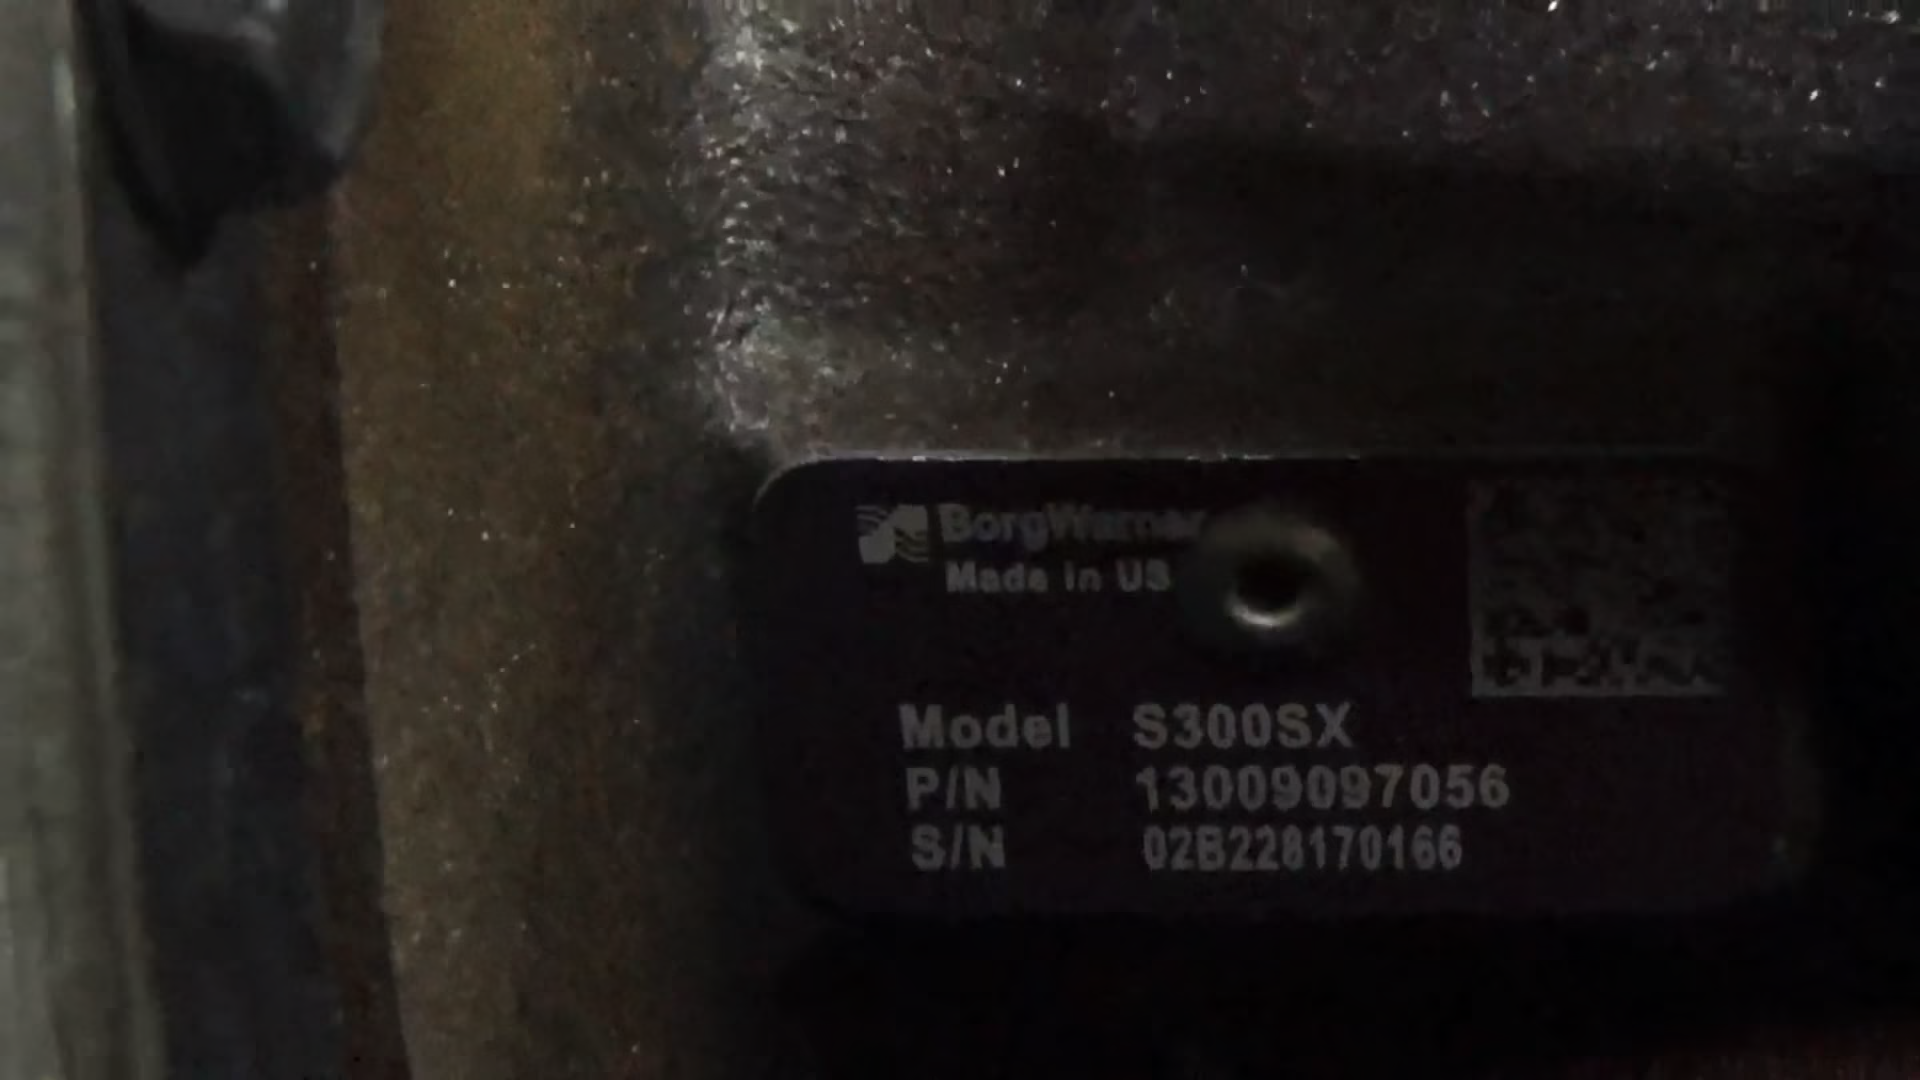 BorgWarner
Made in US
Model S300SX
P/N 13009097056
S/N 02B228170166